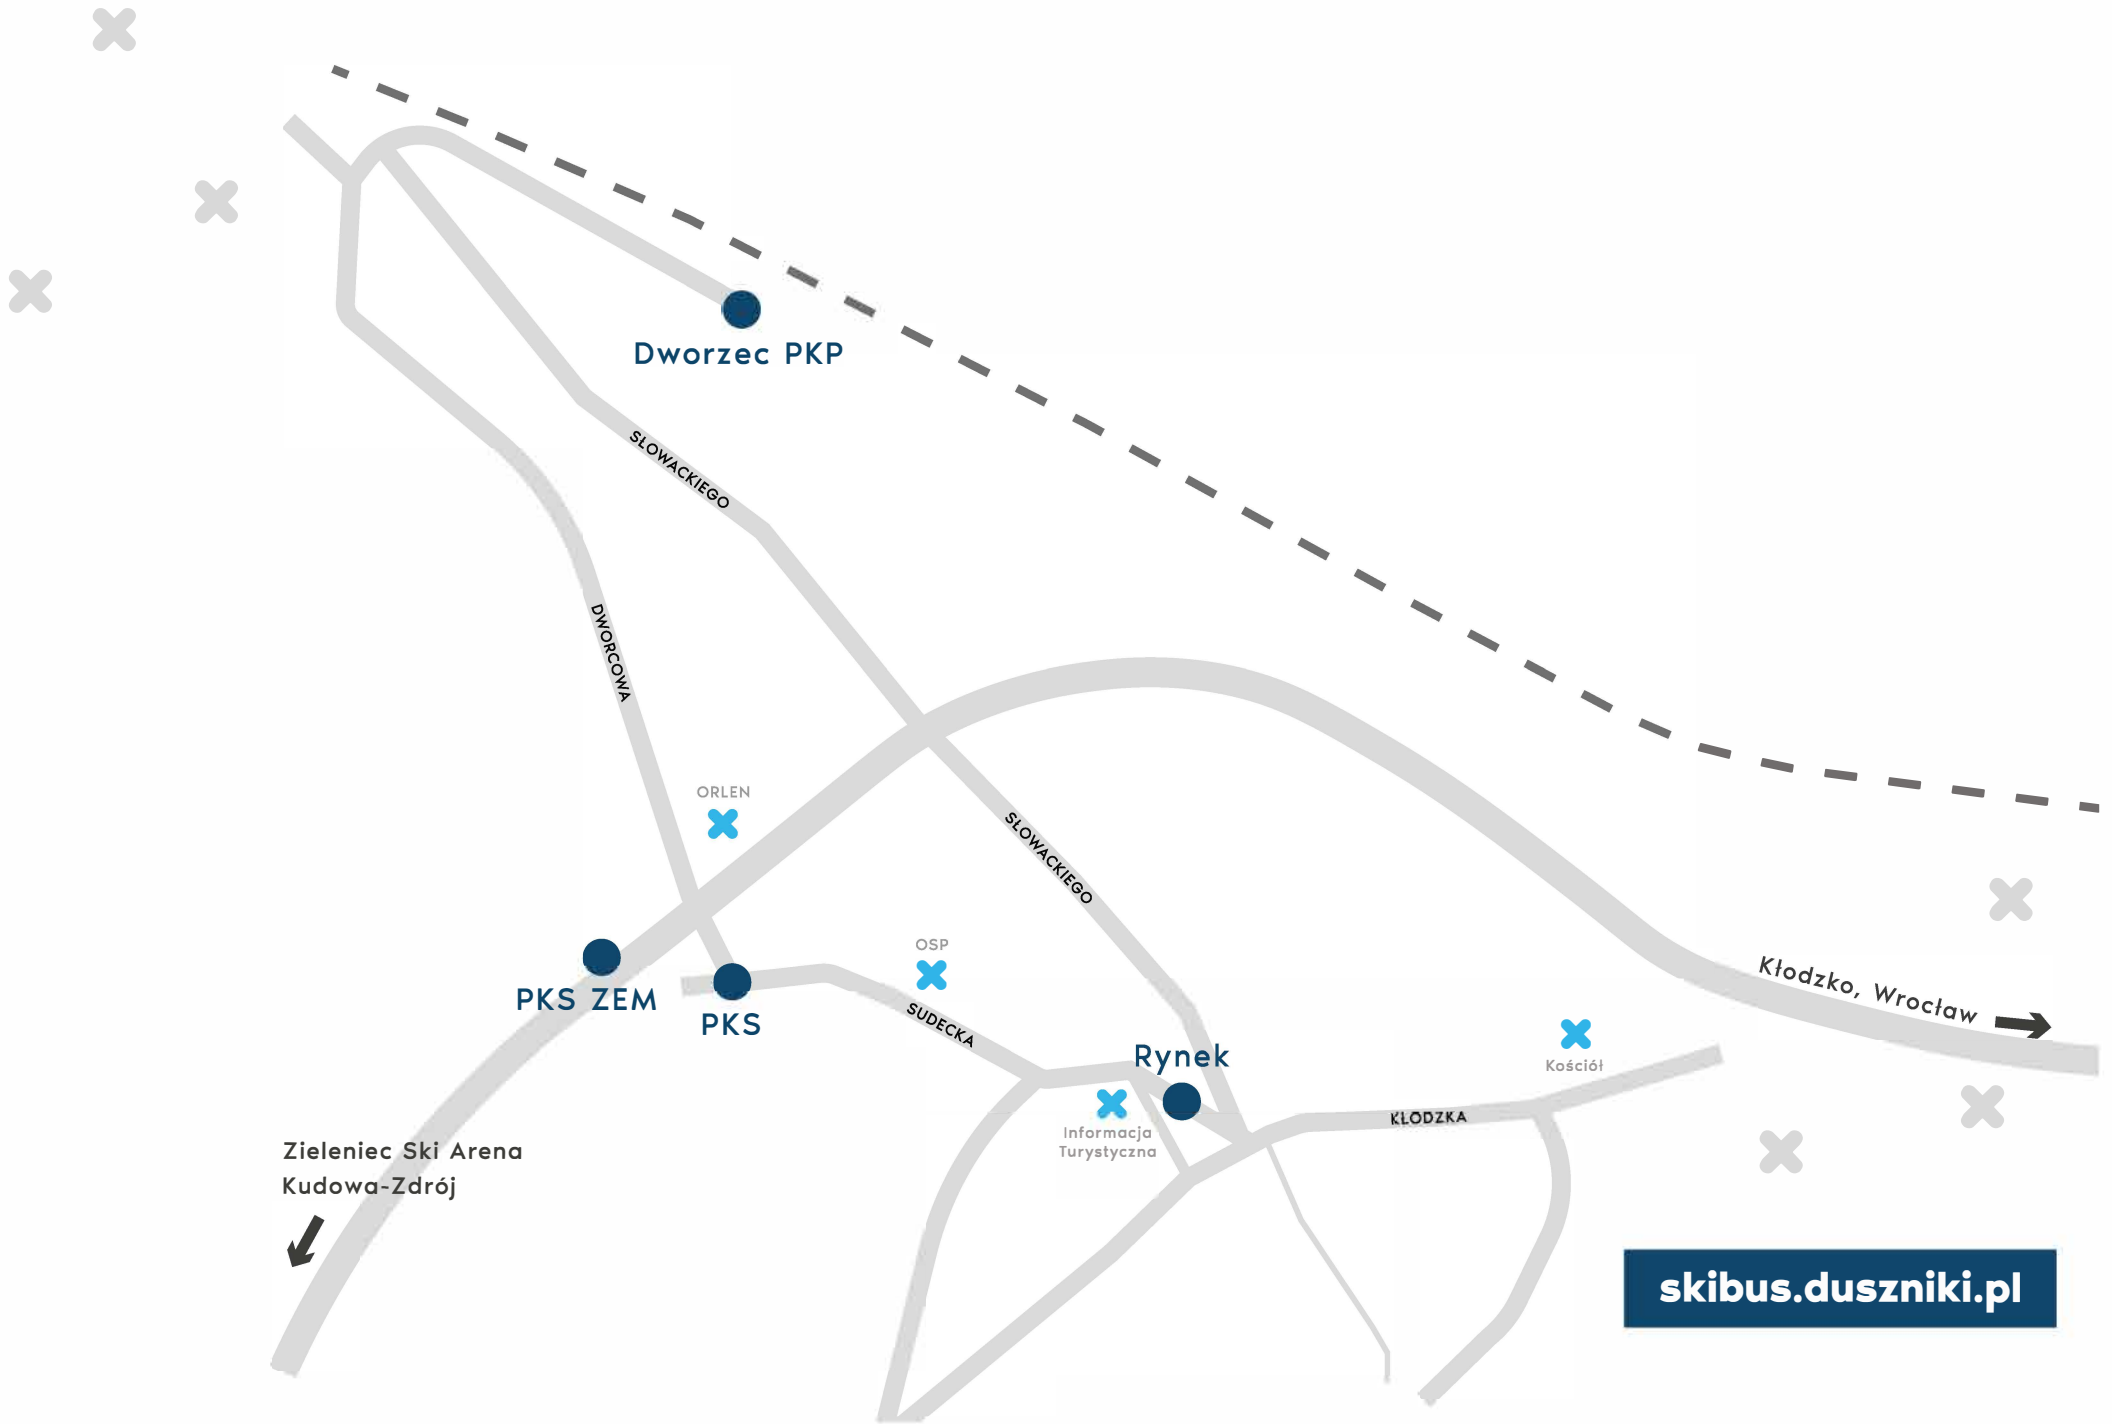 Dworzec PKP
SŁOWACKIEGO
DWORCOWA
ORLEN
SŁOWACKIEGO
OSP
PKS ZEM
PKS
SUDECKA
Kłodzko, Wrocław
Rynek
Kościół
KŁODZKA
Informacja
Turystyczna
Zieleniec Ski Arena
Kudowa-Zdrój
skibus.duszniki.pl